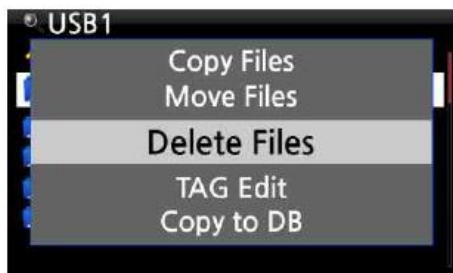 USB1
Copy Files
Move Files
Delete Files
TAG Edit
Copy to DB